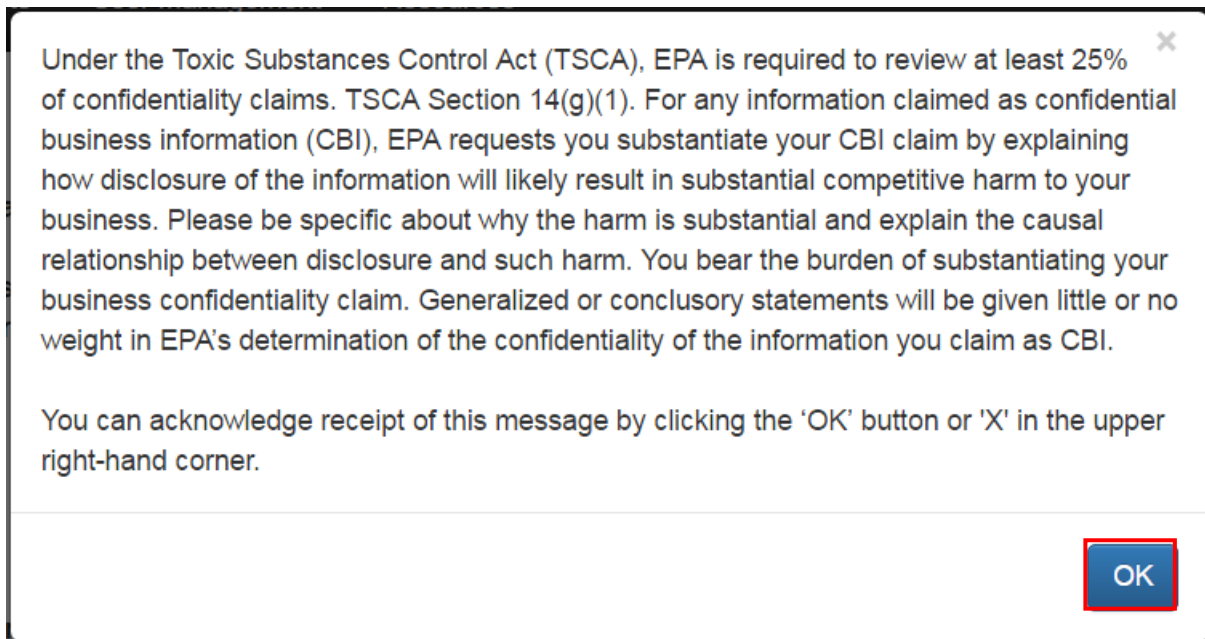 Under the Toxic Substances Control Act (TSCA), EPA is required to review at least 25%
of confidentiality claims. TSCA Section 14(g)(1). For any information claimed as confidential
business information (CBI), EPA requests you substantiate your CBI claim by explaining
how disclosure of the information will likely result in substantial competitive harm to your
business. Please be specific about why the harm is substantial and explain the causal
relationship between disclosure and such harm. You bear the burden of substantiating your
business confidentiality claim. Generalized or conclusory statements will be given little or no
weight in EPA’s determination of the confidentiality of the information you claim as CBI.
You can acknowledge receipt of this message by clicking the ‘OK’ button or 'X' in the upper
right-hand corner.
OK